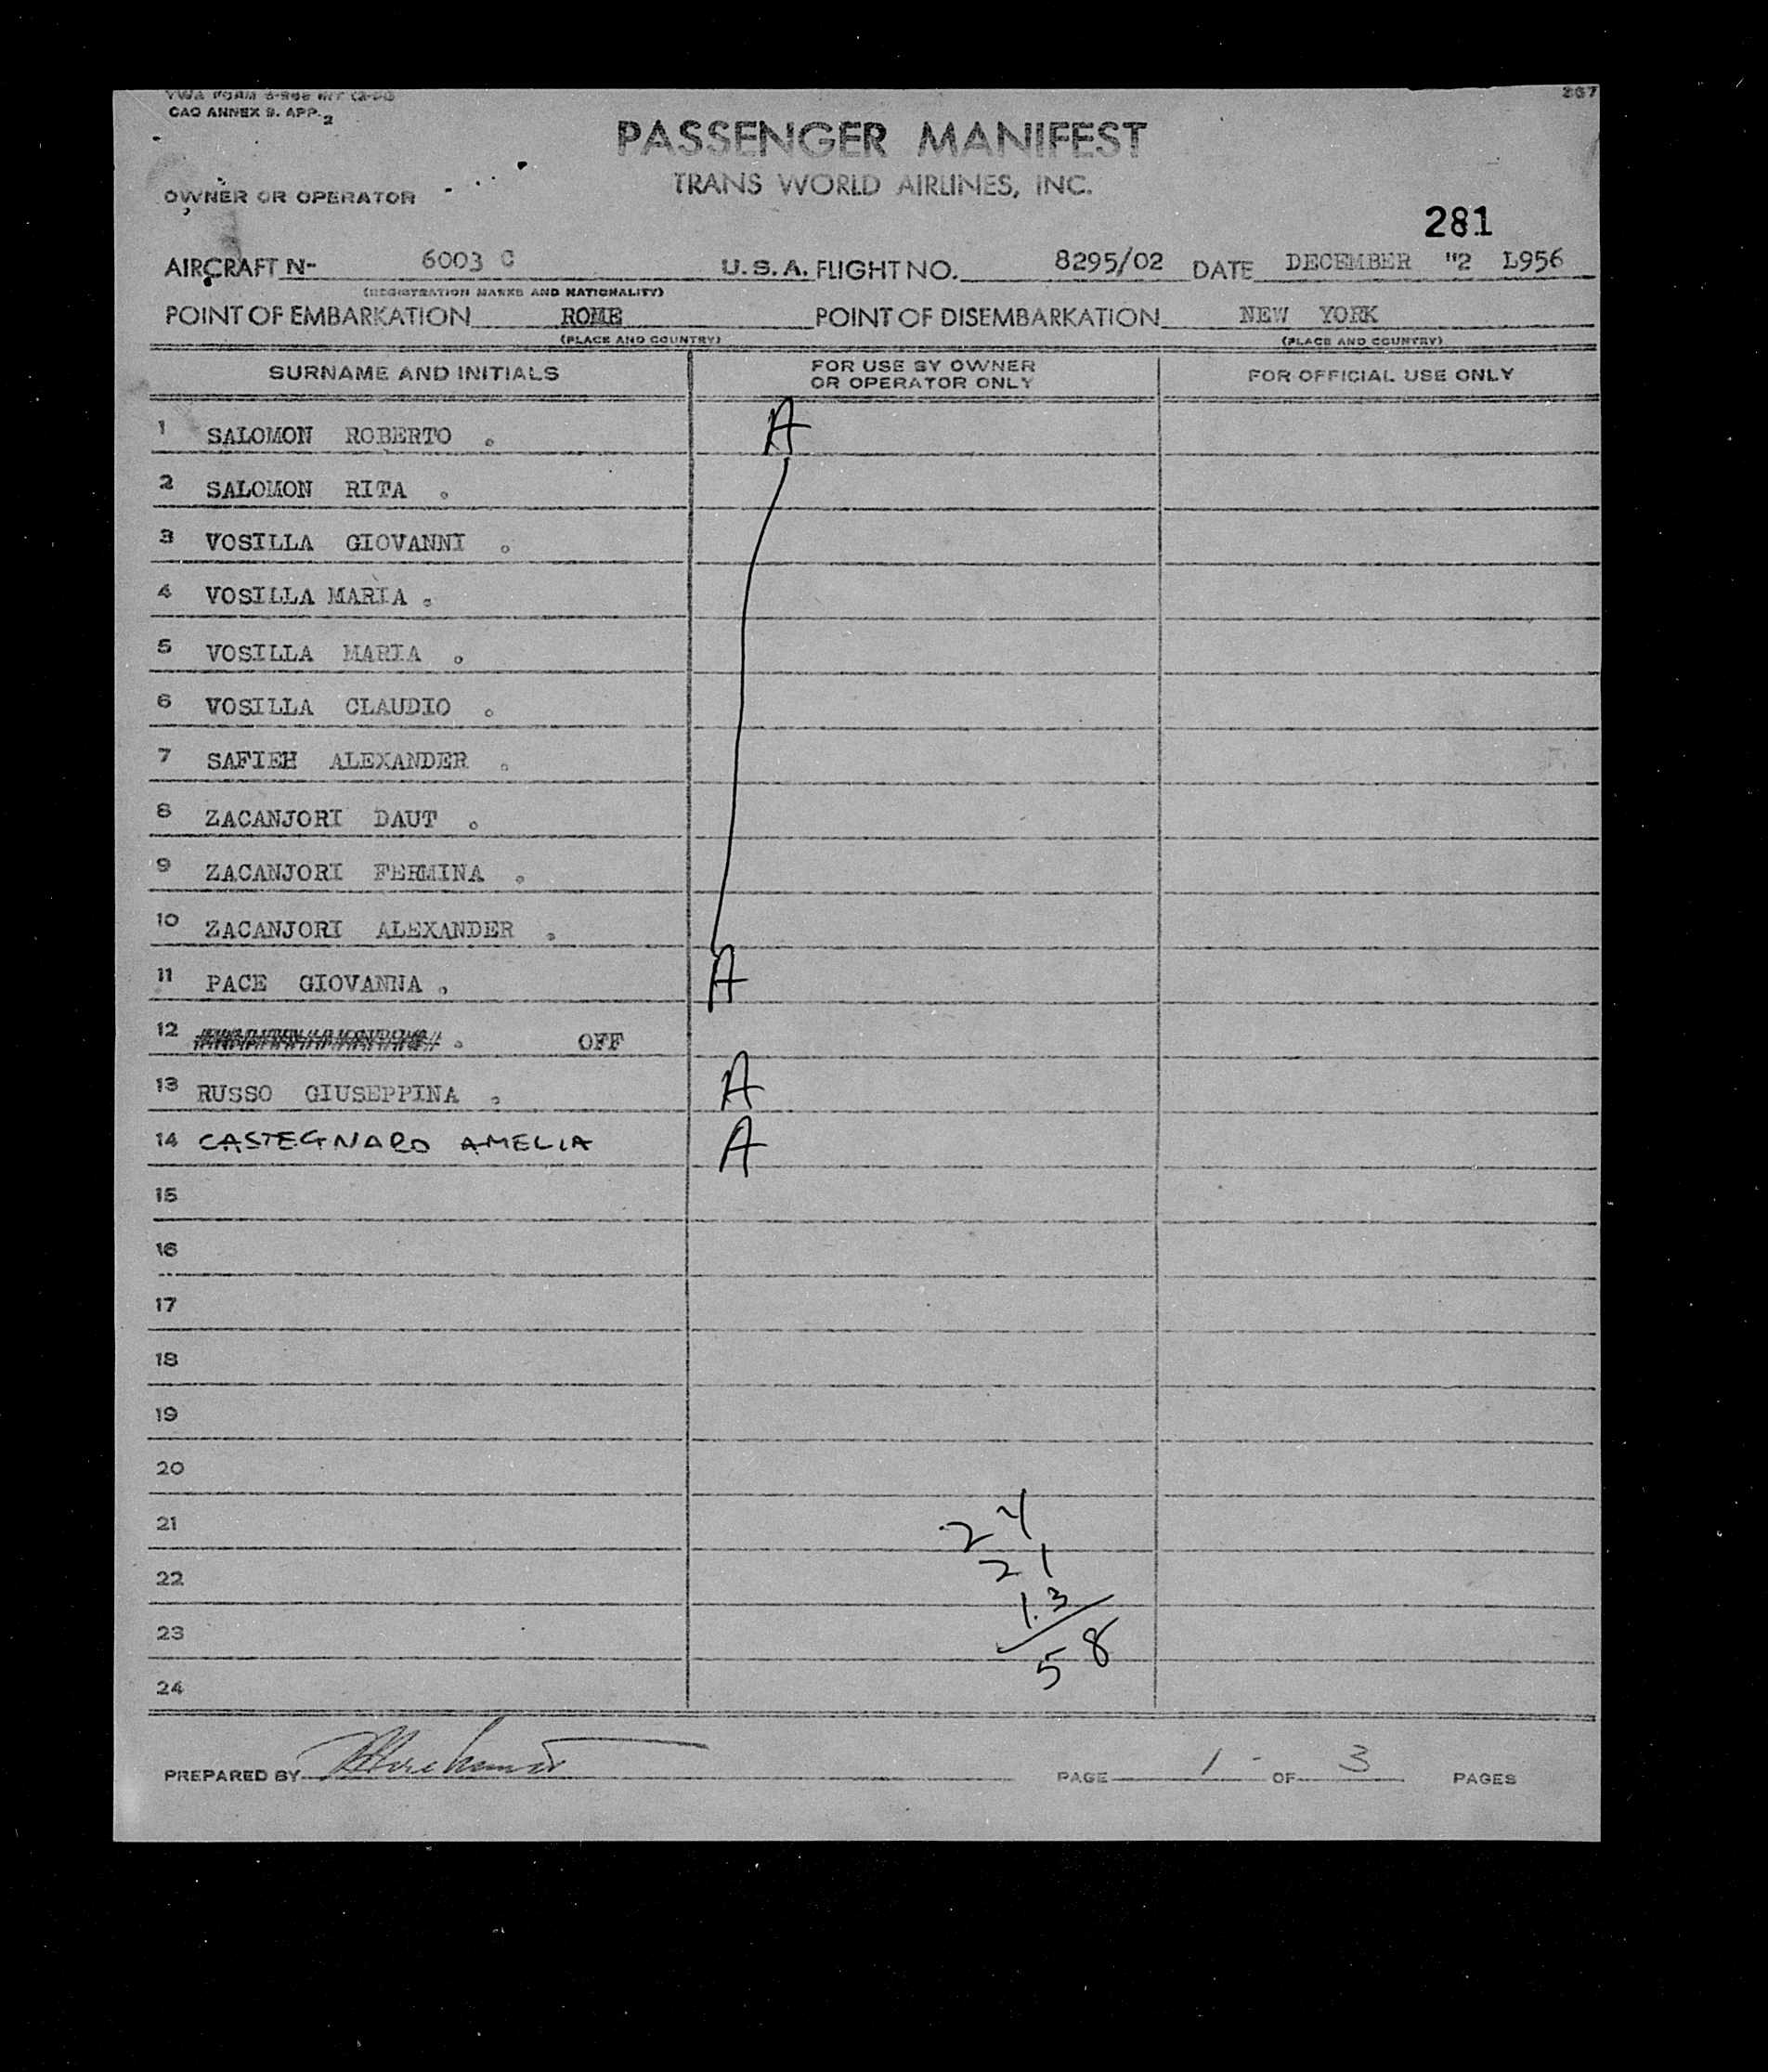 CAO ANNEX 9. APP. 2
267
PASSENGER MANIFEST
TRANS WORLD AIRLINES, INC.
OWNER OR OPERATOR
281
AIRCRAFT N- 6003 C U.S.A. FLIGHT NO. 8295/02 DATE DECEMBER "2 L956
(REGISTRATION MARKS AND NATIONALITY)
POINT OF EMBARKATION ROME POINT OF DISEMBARKATION NEW YORK
(PLACE AND COUNTRY) (PLACE AND COUNTRY)
SURNAME AND INITIALS FOR USE BY OWNER OR OPERATOR ONLY FOR OFFICIAL USE ONLY
1 SALOMON ROBERTO . A
2 SALOMON RITA .
3 VOSILLA GIOVANNI .
4 VOSILLA MARIA .
5 VOSILLA MARIA .
6 VOSILLA CLAUDIO .
7 SAFIEH ALEXANDER .
8 ZACANJORI DAUT .
9 ZACANJORI FERMINA .
10 ZACANJORI ALEXANDER .
11 PACE GIOVANNA . A
12 . OFF
13 RUSSO GIUSEPPINA . A
14 CASTEGNARO AMELIA A
15
16
17
18
19
20
21 24
22 21
13
23 58
24
PREPARED BY PAGE 1 - OF 3 PAGES